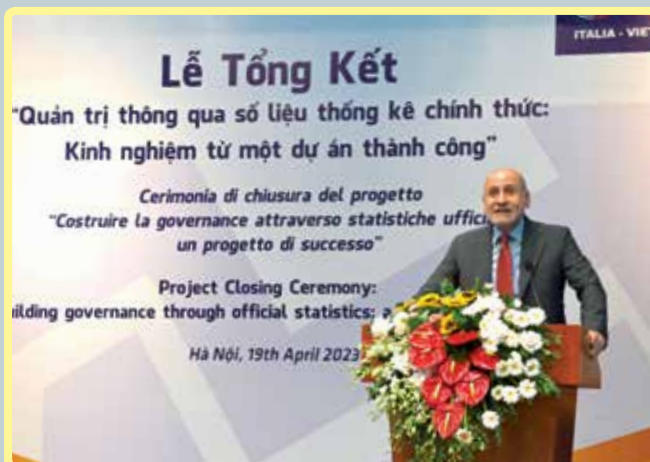 ITALIA - VIE
Lễ Tổng Kết
"Quản trị thông qua số liệu thống kê chính thức:
Kinh nghiệm từ một dự án thành công"
Cerimonia di chiusura del progetto
"Costruire la governance attraverso statistiche uffici
un progetto di successo"
Project Closing Ceremony:
ilding governance through official statistics: a
Hà Nội, 19th April 2023